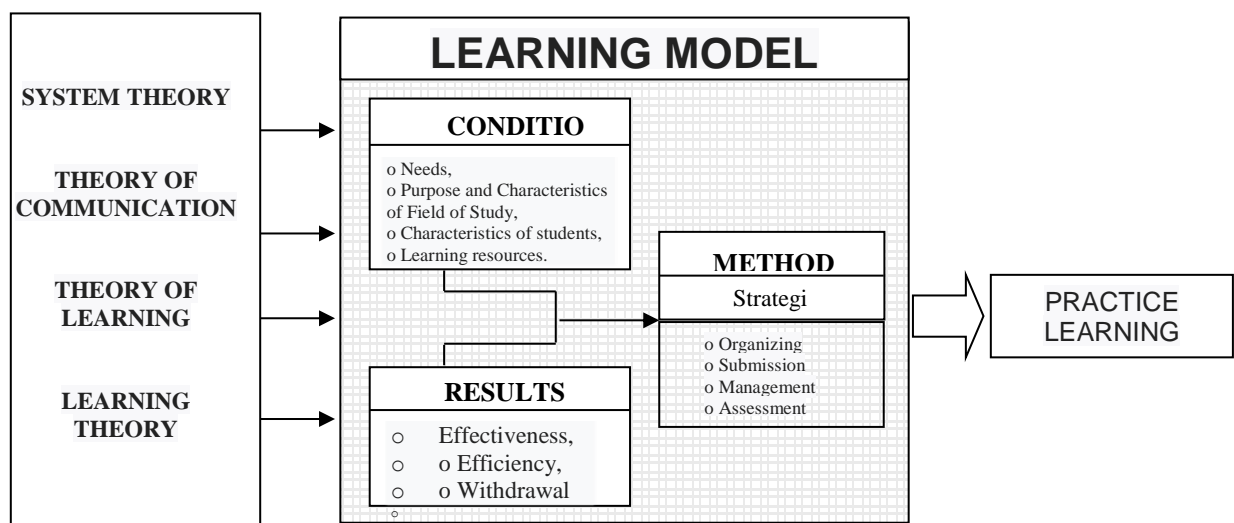 SYSTEM THEORY
THEORY OF
COMMUNICATION
THEORY OF
LEARNING
LEARNING
THEORY
LEARNING MODEL
CONDITIO
o Needs,
o Purpose and Characteristics
of Field of Study,
o Characteristics of students,
o Learning resources.
RESULTS
o Effectiveness,
o o Efficiency,
o o Withdrawal
o
METHOD
Strategi
o Organizing
o Submission
o Management
o Assessment
PRACTICE
LEARNING